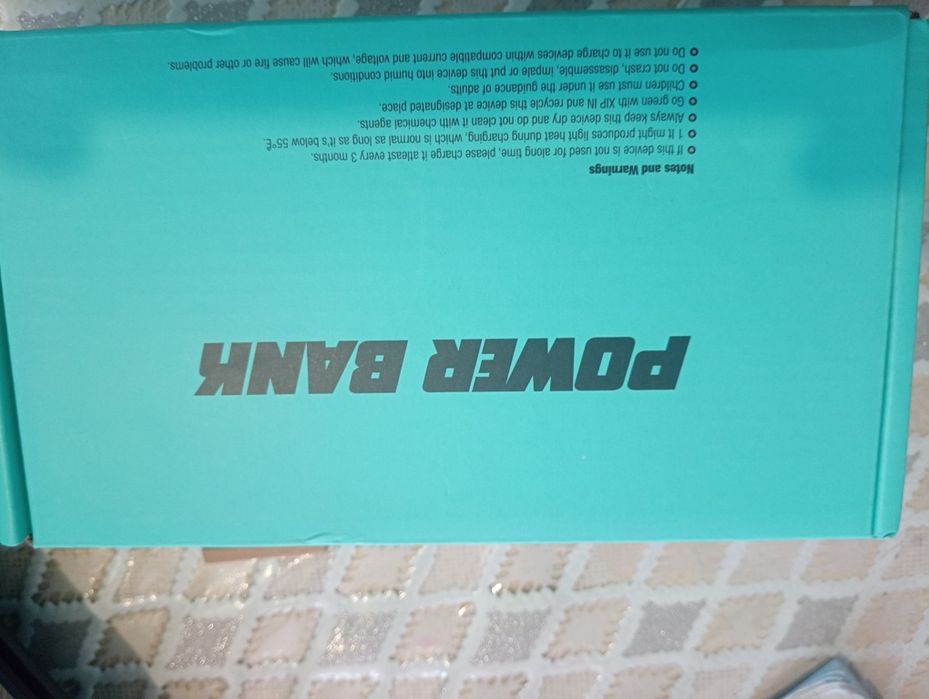 POWER BANK
Notes and Warnings
If this device is not used for along time, please charge it atleast every 3 months.
1 It might produces light heat during charging, which is normal as long as it's below 55℃.
Always keep this device dry and do not clean it with chemical agents.
Go green with XIP IN and recycle this device at designated place.
Children must use it under the guidance of adults.
Do not crash, disassemble, impale or put this device into humid conditions.
Do not use it to charge devices within compatible current and voltage, which will cause fire or other problems.